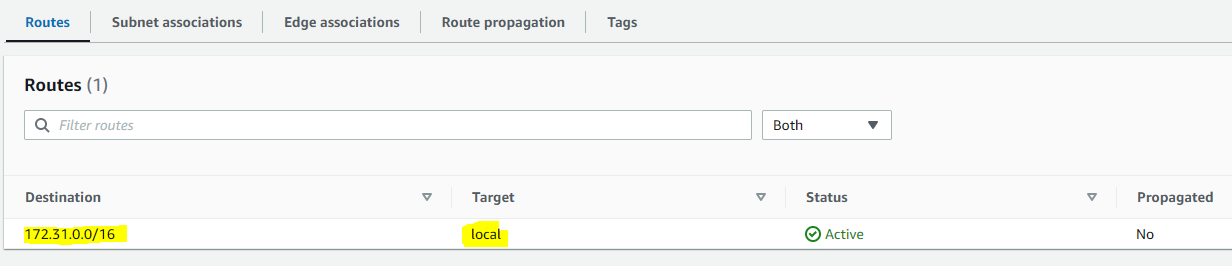 Routes Subnet associations Edge associations Route propagation Tags
Routes (1)
Filter routes Both
Destination Target Status Propagated
172.31.0.0/16 local Active No